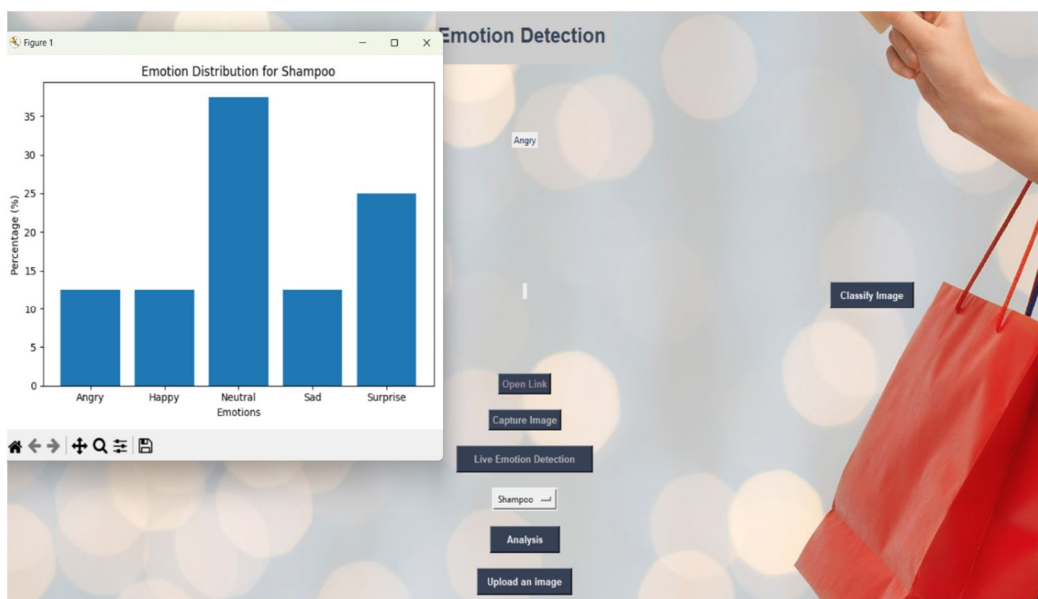 Figure 1
Emotion Distribution for Shampoo
Percentage (%)
35
30
25
20
15
10
5
0
Angry Happy Neutral Sad Surprise
Emotions
Emotion Detection
Angry
Classify Image
Open Link
Capture Image
Live Emotion Detection
Shampoo
Analysis
Upload an image